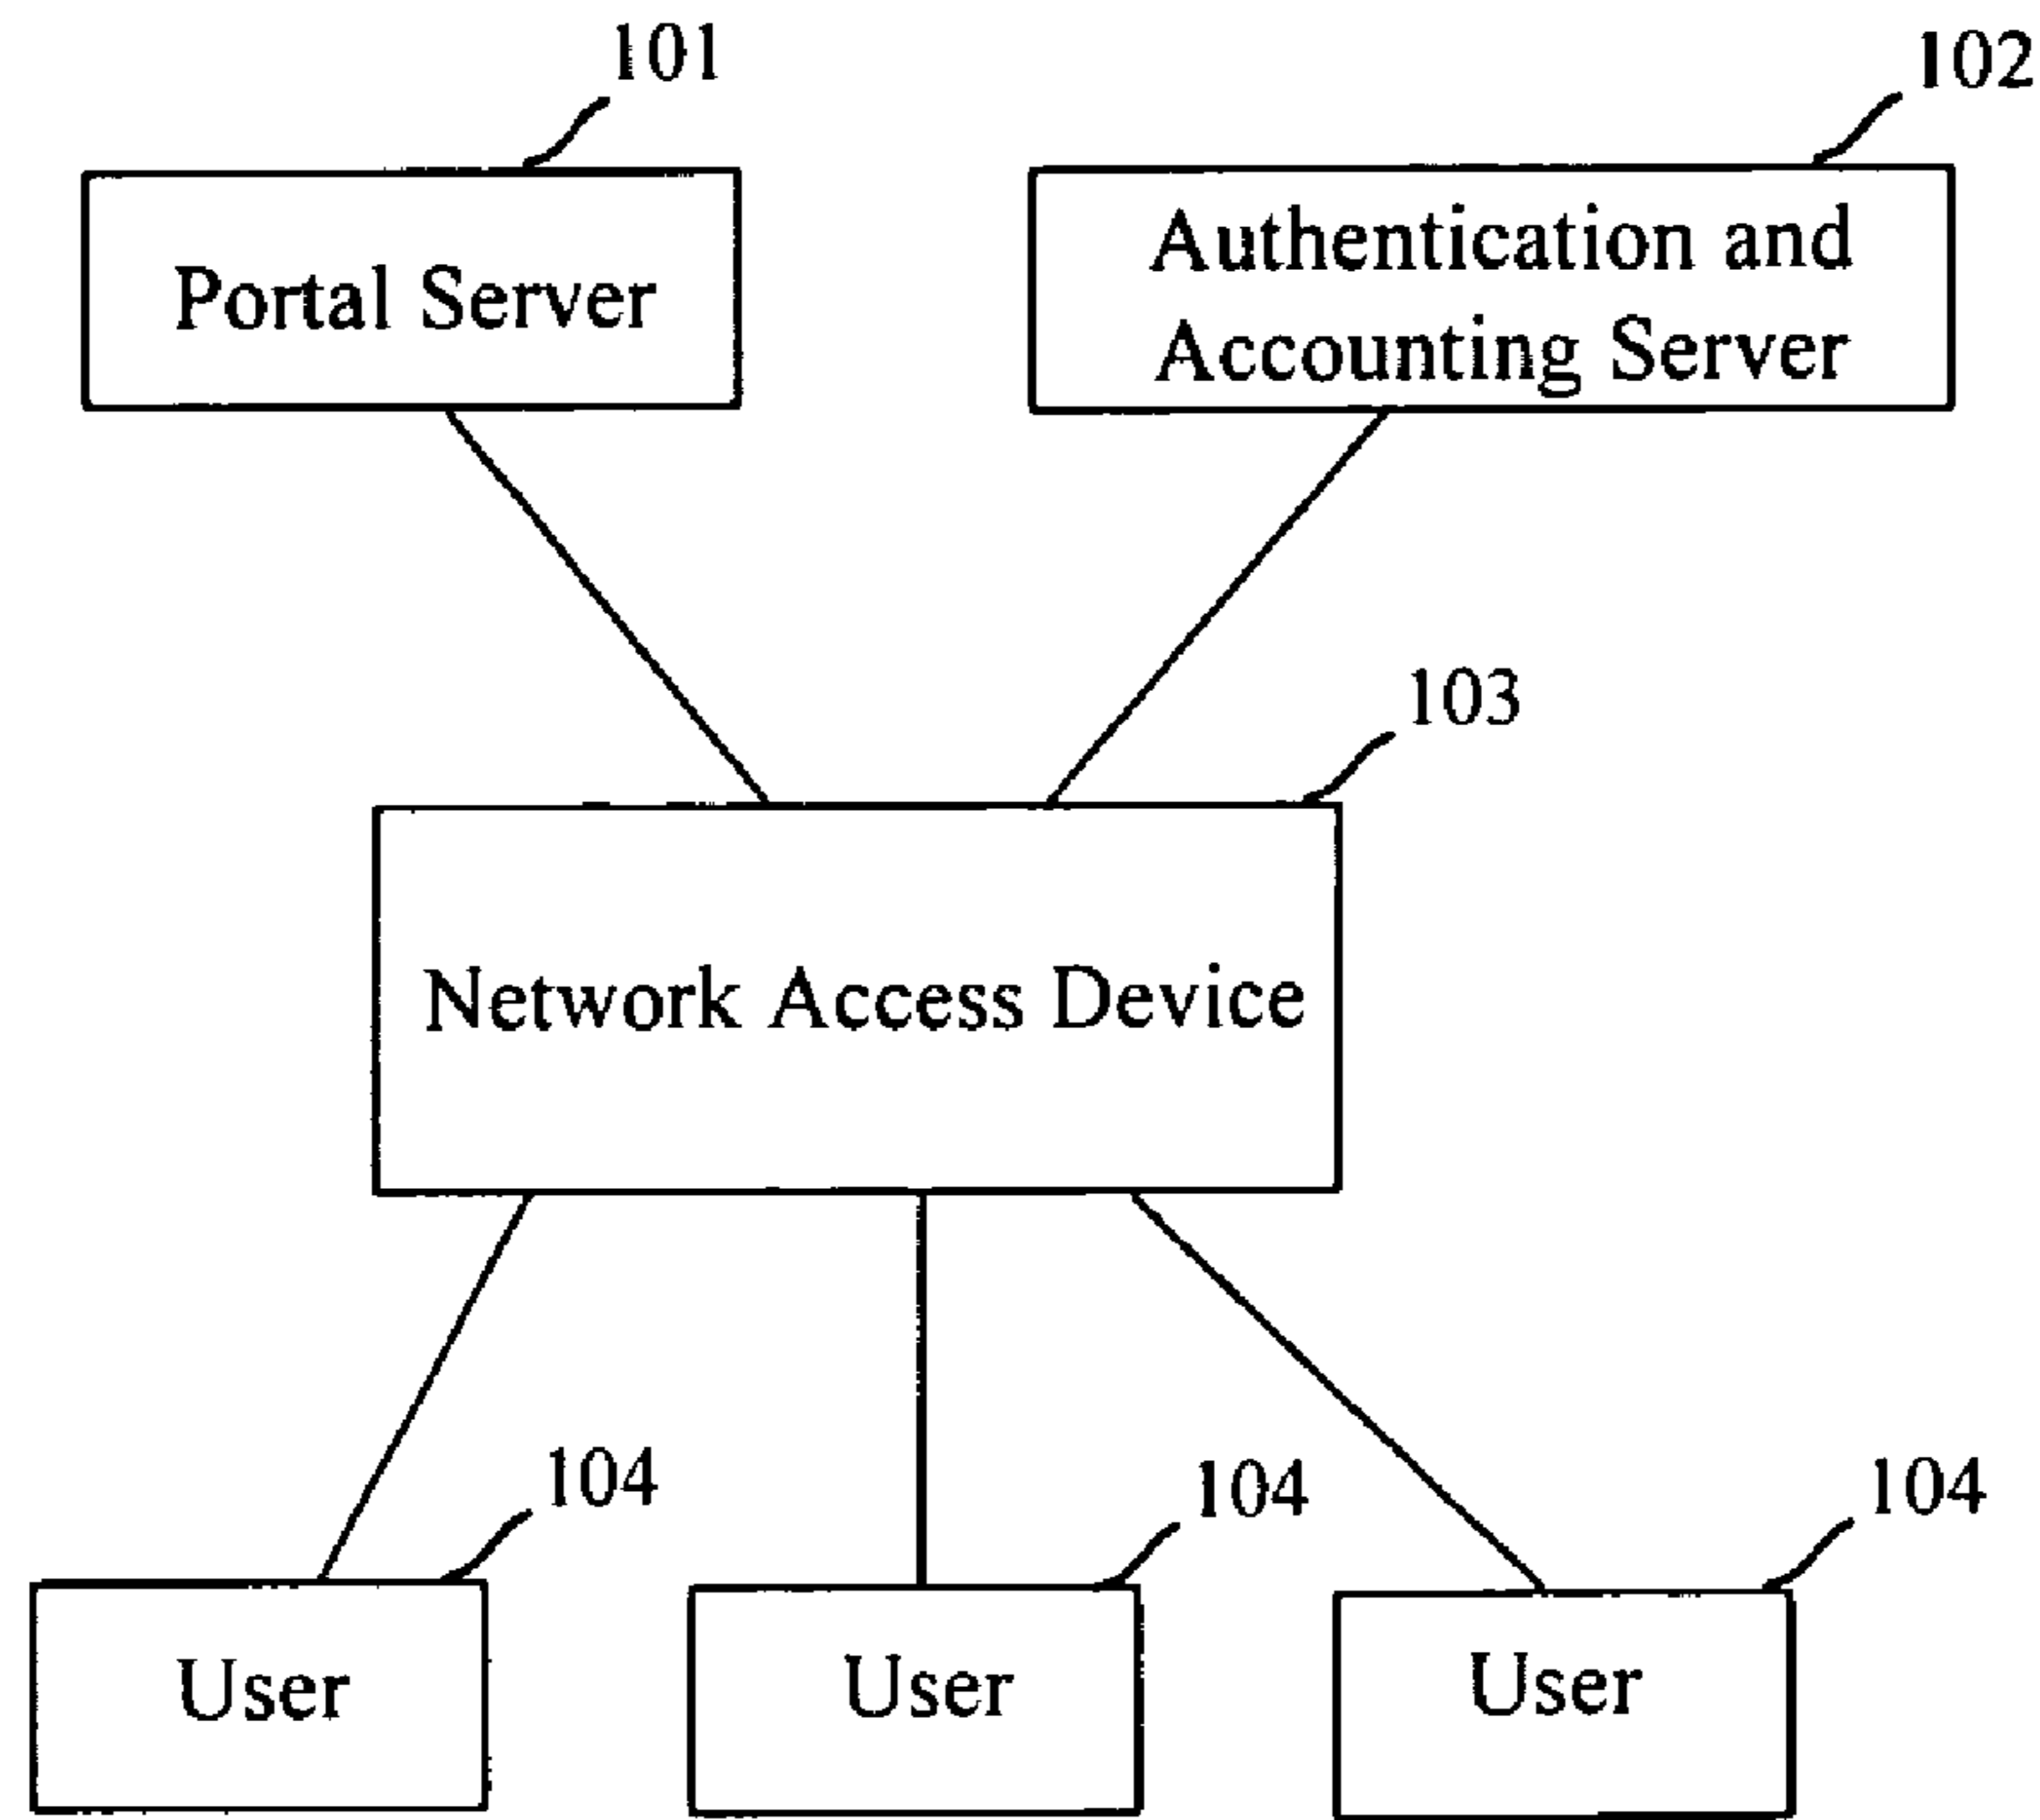 101
102
Portal Server
Authentication and
Accounting Server
103
Network Access Device
104
104
104
User
User
User